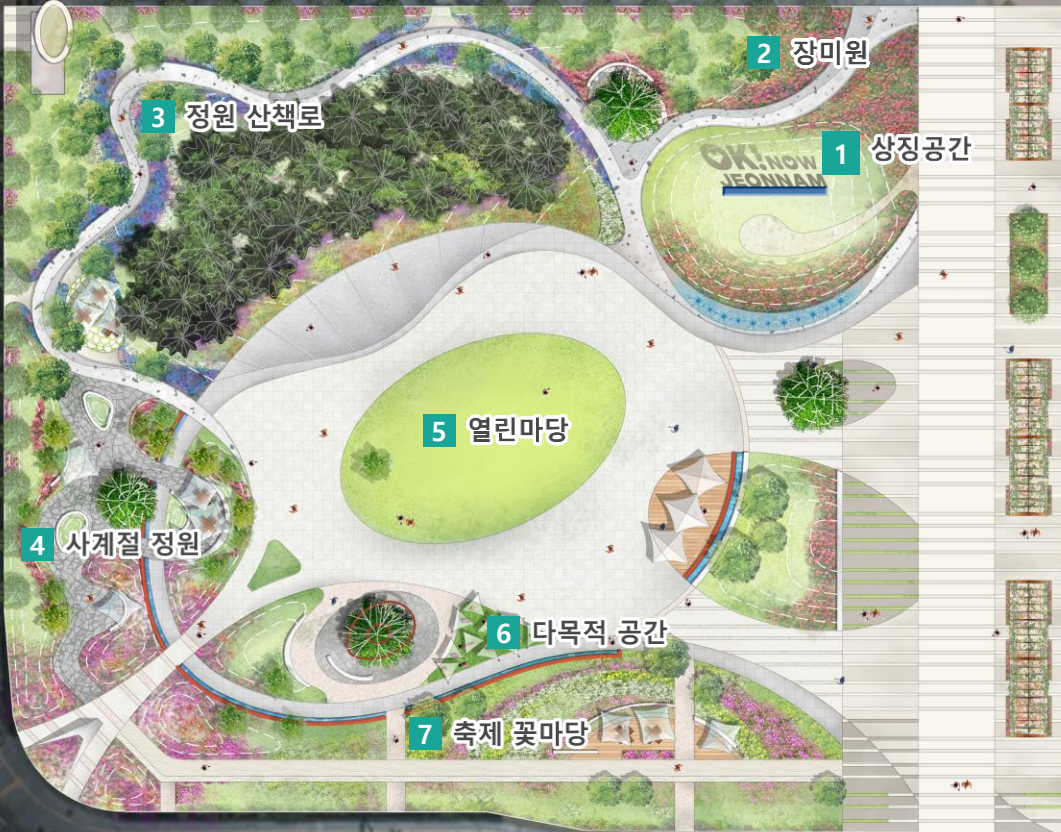 2 장미원
3 정원 산책로
1 상징공간
OK! NOW
JEONNAM
5 열린마당
4 사계절 정원
6 다목적 공간
7 축제 꽃마당